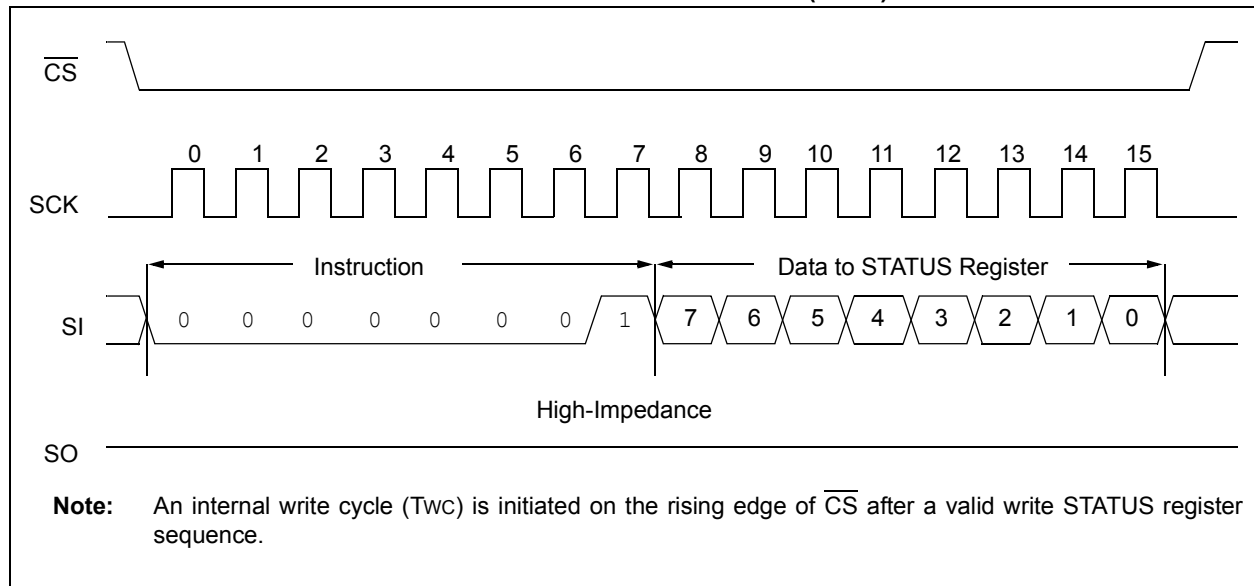 CS
0 1 2 3 4 5 6 7 8 9 10 11 12 13 14 15
SCK
Instruction Data to STATUS Register
SI 0 0 0 0 0 0 0 1 7 6 5 4 3 2 1 0
High-Impedance
SO
Note: An internal write cycle (TWC) is initiated on the rising edge of CS after a valid write STATUS register
sequence.